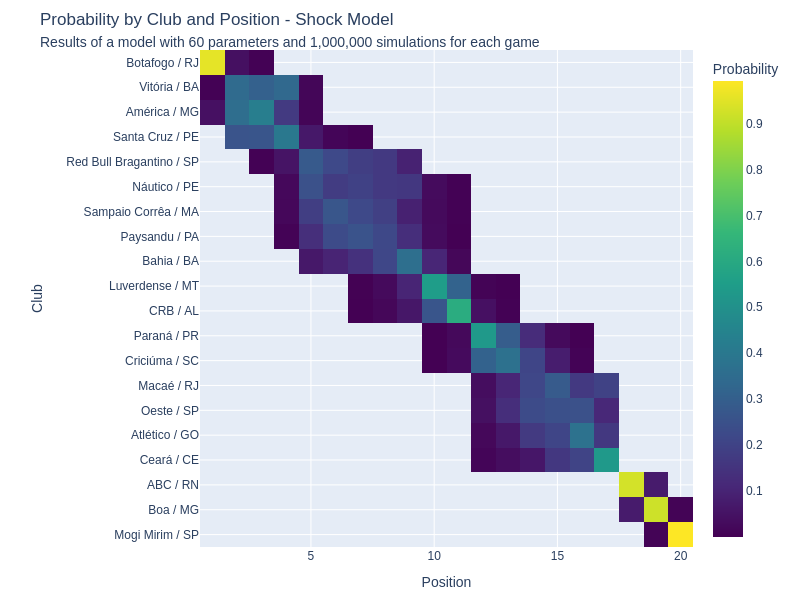 Probability by Club and Position - Shock Model
Results of a model with 60 parameters and 1,000,000 simulations for each game
Probability
Botafogo / RJ
Vitória / BA
América / MG
Santa Cruz / PE
Red Bull Bragantino / SP
Náutico / PE
Sampaio Corrêa / MA
Paysandu / PA
Bahia / BA
Luverdense / MT
CRB / AL
Paraná / PR
Criciúma / SC
Macaé / RJ
Oeste / SP
Atlético / GO
Ceará / CE
ABC / RN
Boa / MG
Mogi Mirim / SP
Club
5
10
15
20
Position
0.9
0.8
0.7
0.6
0.5
0.4
0.3
0.2
0.1